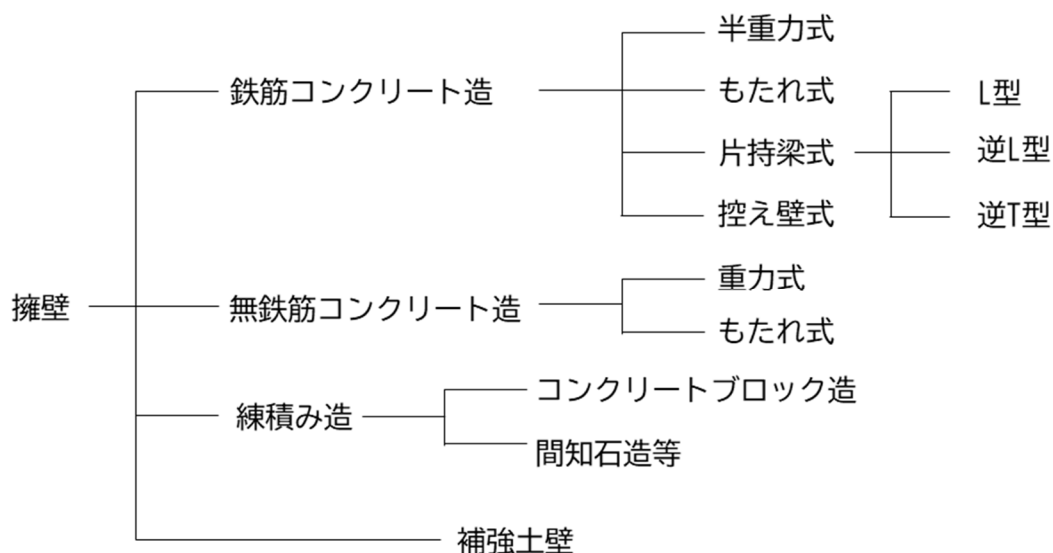 擁壁
鉄筋コンクリート造
半重力式
もたれ式
片持梁式
L型
逆L型
逆T型
控え壁式
無鉄筋コンクリート造
重力式
もたれ式
練積み造
コンクリートブロック造
間知石造等
補強土壁